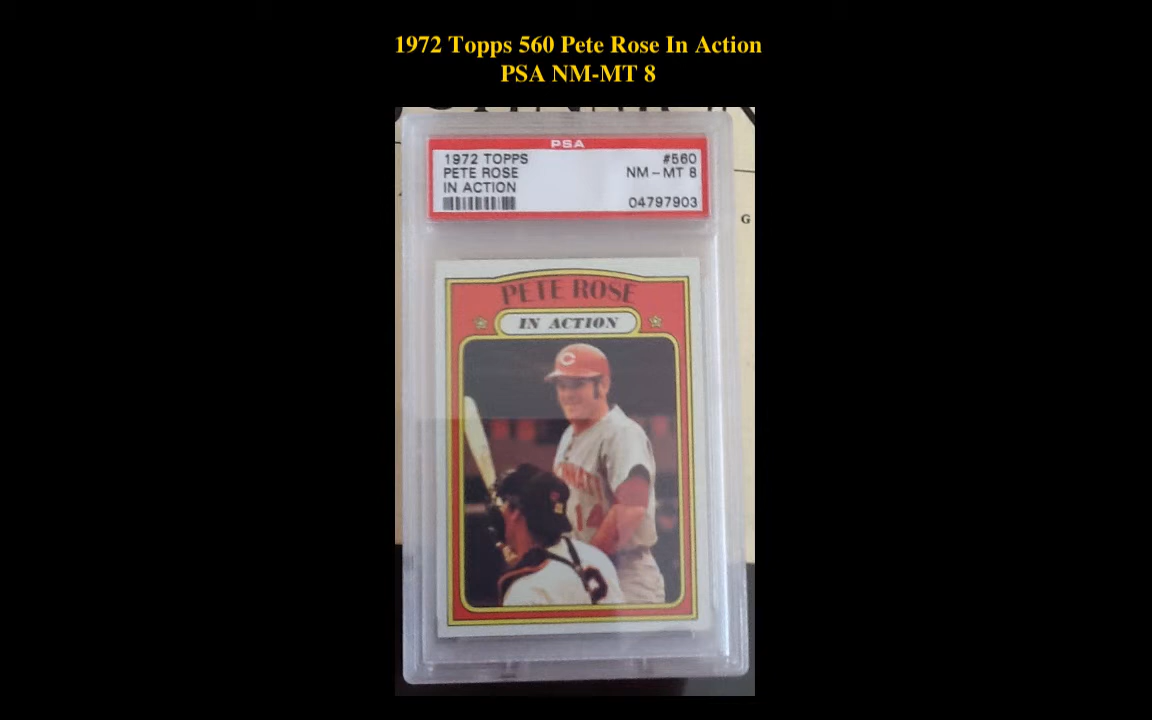 1972 Topps 560 Pete Rose In Action
PSA NM-MT 8
PSA
1972 TOPPS #560
PETE ROSE NM-MT 8
IN ACTION
04797903
G
PETE ROSE
IN ACTION
C
14